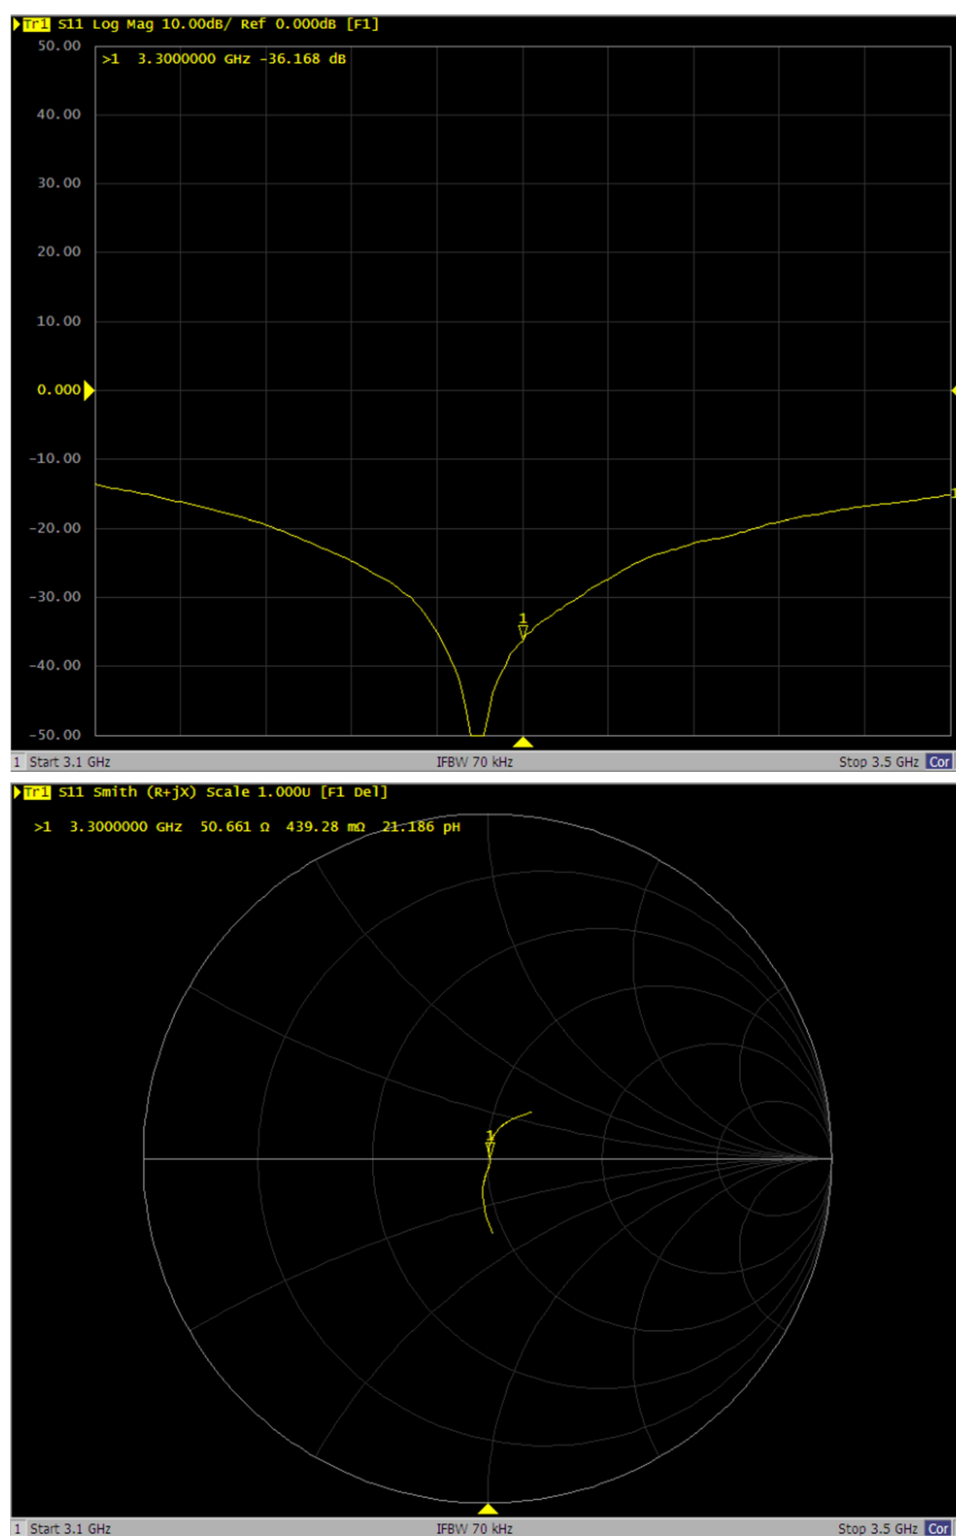 Tr1 S11 Log Mag 10.00dB/ Ref 0.000dB [F1]
50.00
>1 3.3000000 GHz -36.168 dB
40.00
30.00
20.00
10.00
0.000
-10.00
1
-20.00
-30.00
1
-40.00
-50.00
1 Start 3.1 GHz IFBW 70 kHz Stop 3.5 GHz Cor
Tr1 S11 Smith (R+jX) Scale 1.000U [F1 Del]
>1 3.3000000 GHz 50.661 Ω 439.28 mΩ 21.186 pH
1
1 Start 3.1 GHz IFBW 70 kHz Stop 3.5 GHz Cor